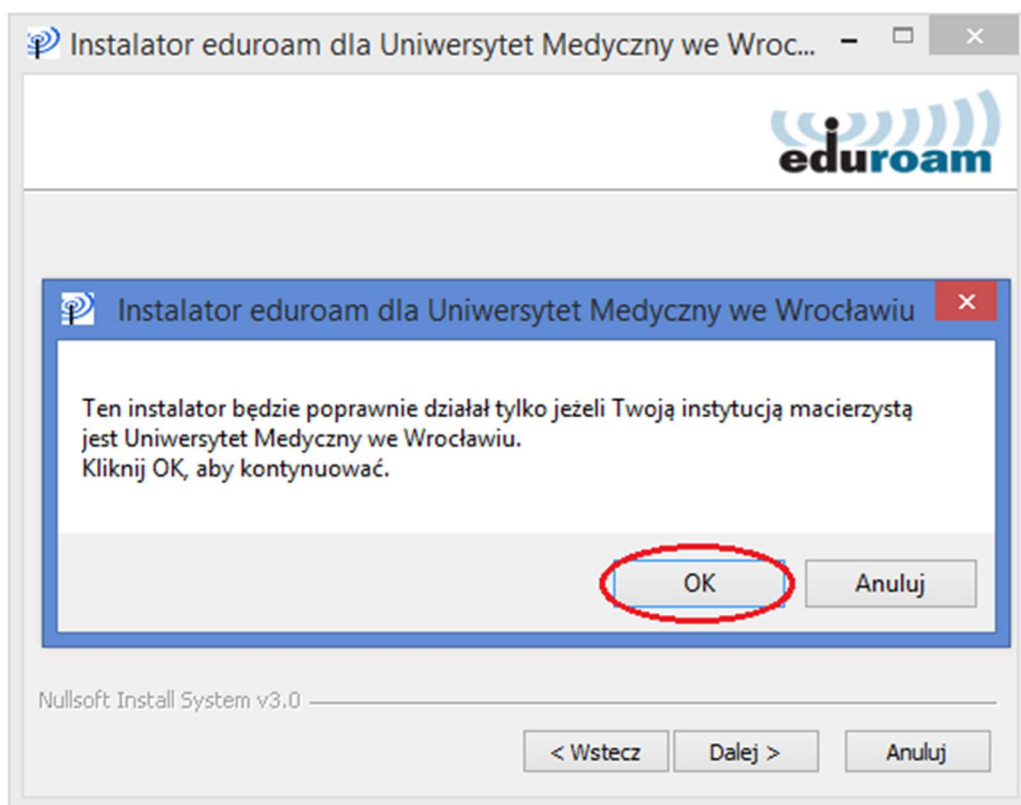 Instalator eduroam dla Uniwersytet Medyczny we Wroc...
eduroam
Instalator eduroam dla Uniwersytet Medyczny we Wrocławiu
Ten instalator będzie poprawnie działał tylko jeżeli Twoją instytucją macierzystą
jest Uniwersytet Medyczny we Wrocławiu.
Kliknij OK, aby kontynuować.
OK
Anuluj
Nullsoft Install System v3.0
< Wstecz
Dalej >
Anuluj